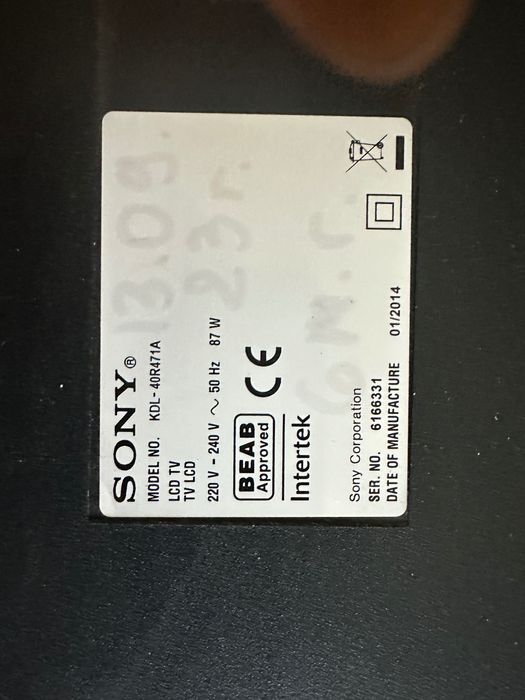 SONY®
MODEL NO. KDL-40R471A
LCD TV
TV LCD
220 V - 240 V ~ 50 Hz 87 W
BEAB
Approved
CE
Intertek
Sony Corporation
SER. NO. 6166331
DATE OF MANUFACTURE 01/2014
13.09.
23 r.